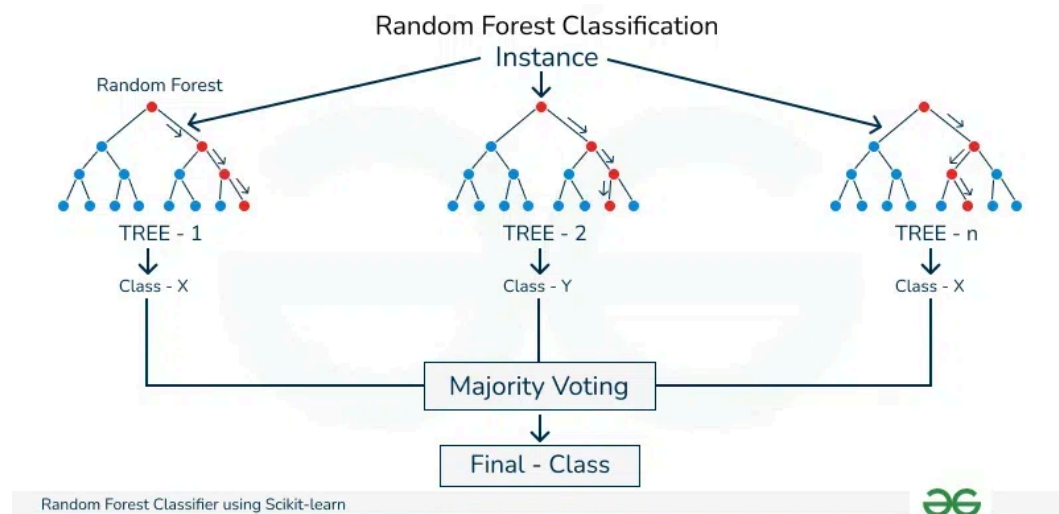 Random Forest Classification
Instance
Random Forest
TREE - 1
TREE - 2
TREE - n
Class - X
Class - Y
Class - X
Majority Voting
Final - Class
Random Forest Classifier using Scikit-learn